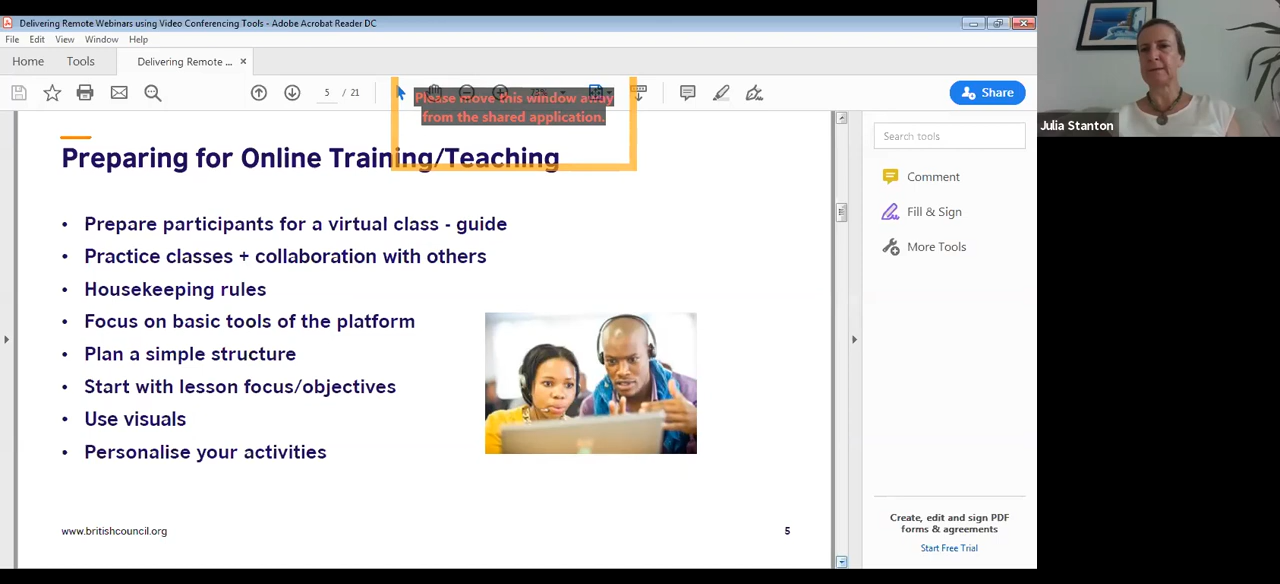 Delivering Remote Webinars using Video Conferencing Tools - Adobe Acrobat Reader DC
File Edit View Window Help
Home Tools Delivering Remote ... ×
5 / 21
Share
Please move this window away
from the shared application.
Julia Stanton
Search tools
Comment
Fill & Sign
More Tools
Preparing for Online Training/Teaching
• Prepare participants for a virtual class - guide
• Practice classes + collaboration with others
• Housekeeping rules
• Focus on basic tools of the platform
• Plan a simple structure
• Start with lesson focus/objectives
• Use visuals
• Personalise your activities
www.britishcouncil.org
5
Create, edit and sign PDF
forms & agreements
Start Free Trial